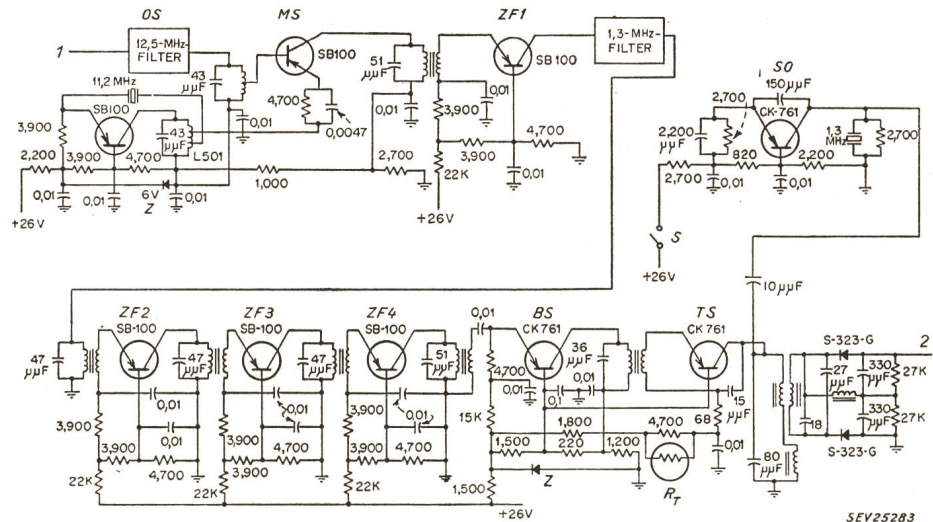 OS
MS
ZF1
1
12,5-MHz-
FILTER
43
µµF
SB100
51
µµF
SB100
1,3-MHz-
FILTER
SO
150µµF
11,2 MHz
SB100
0,01
4,700
0,0047
0,01
3,900
0,01
2,700
CK-761
3,900
43
µµF
L501
2,200
µµF
1,3
MHz
2,700
2,200
3,900
4,700
1,000
2,700
3,900
4,700
22K
0,01
2,700
820
2,200
0,01
0,01
0,01
0,01
6V
Z
0,01
+26V
+26V
S
+26V
10µµF
ZF2
SB-100
ZF3
SB-100
ZF4
SB-100
0,01
BS
CK761
TS
CK761
S-323-G
2
47
µµF
47
µµF
47
µµF
51
µµF
36
µµF
27
µµF
330
µµF
27K
4,700
0,01
0,01
0,1
15
µµF
0,01
0,01
0,01
15K
68
18
330
µµF
27K
3,900
0,01
3,900
3,900
1,800
4,700
0,01
S-323-G
3,900
4,700
3,900
4,700
3,900
4,700
1,500
220
1,200
80
µµF
22K
22K
22K
1,500
Z
RT
+26V
SEV25283